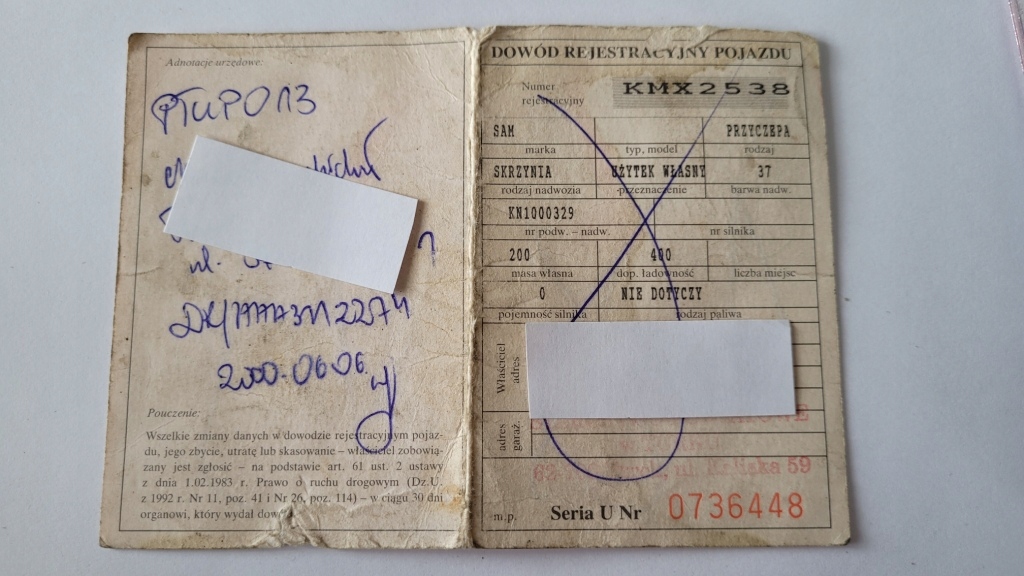 Adnotacje urzędowe:
PTUP013
ul.
2000.06.06.
Pouczenie:
Wszelkie zmiany danych w dowodzie rejestracyjnym pojaz-
du, jego zbycie, utratę lub skasowanie – właściciel zobowią-
zany jest zgłosić – na podstawie art. 61 ust. 2 ustawy
z dnia 1.02.1983 r. Prawo o ruchu drogowym (Dz.U.
z 1992 r. Nr 11, poz. 41 i Nr 26, poz. 114) – w ciągu 30 dni
organowi, który wydał
DOWÓD REJESTRACYJNY POJAZDU
Numer
rejestracyjny
KMX2538
SAM PRZYCZEPA
marka typ, model rodzaj
SKRZYNIA UŻYTEK WŁASNY 37
rodzaj nadwozia przeznaczenie barwa nadw.
KN1000329
nr podw. – nadw. nr silnika
200 400
masa własna dop. ładowność liczba miejsc
0 NIE DOTYCZY
pojemność silnika rodzaj paliwa
Właściciel
adres
adres
garaż.
ul. Kaliska 59
m.p. Seria U Nr 0736448